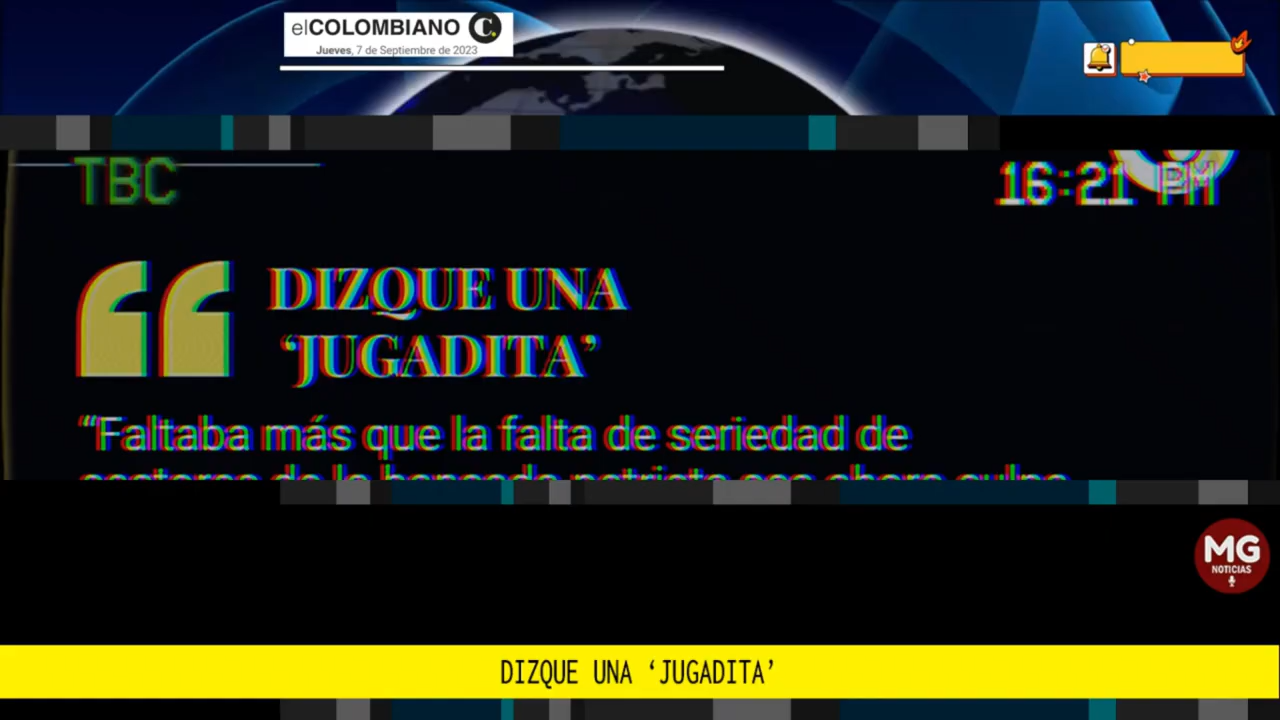 elCOLOMBIANO C.
Jueves, 7 de Septiembre de 2023
TBC
16:21 PM
“ DIZQUE UNA
‘JUGADITA’
“Faltaba más que la falta de seriedad de
MG
NOTICIAS
DIZQUE UNA ‘JUGADITA’